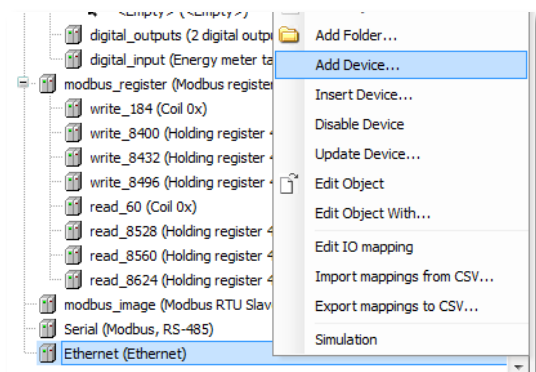 <Empty> (<Empty>)
digital_outputs (2 digital outp
digital_input (Energy meter ta
modbus_register (Modbus register
write_184 (Coil 0x)
write_8400 (Holding register 4
write_8432 (Holding register 4
write_8496 (Holding register 4
read_60 (Coil 0x)
read_8528 (Holding register 4
read_8560 (Holding register 4
read_8624 (Holding register 4
modbus_image (Modbus RTU Slav
Serial (Modbus, RS-485)
Ethernet (Ethernet)
Add Folder...
Add Device...
Insert Device...
Disable Device
Update Device...
Edit Object
Edit Object With...
Edit IO mapping
Import mappings from CSV...
Export mappings to CSV...
Simulation